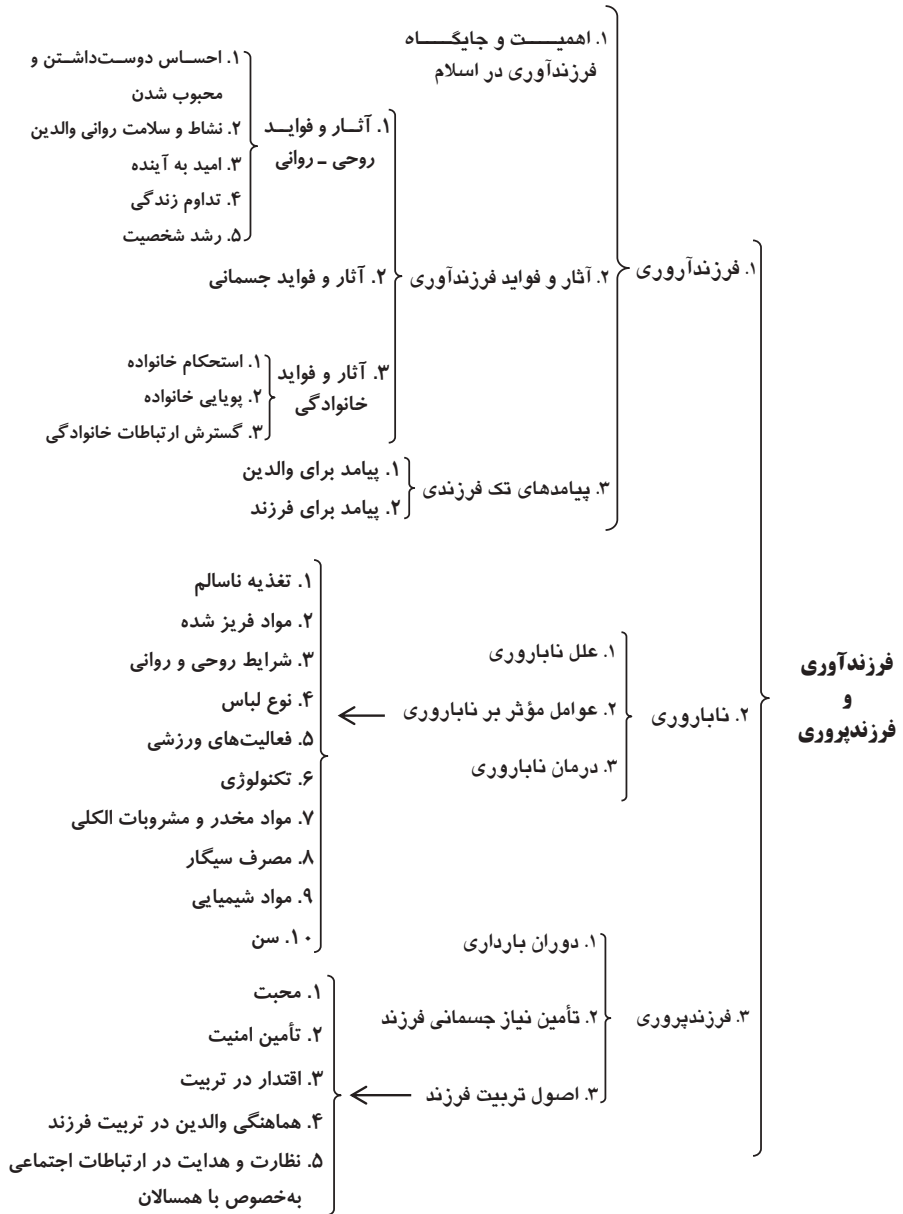 فرزندآوری
و
فرزندپروری
۱. فرزندآروری
۱. اهمیت و جایگاه
فرزندآوری در اسلام
۲. آثار و فواید فرزندآوری
۱. آثار و فواید
روحی ـ روانی
۱. احساس دوست‌داشتن و
محبوب شدن
۲. نشاط و سلامت روانی والدین
۳. امید به آینده
۴. تداوم زندگی
۵. رشد شخصیت
۲. آثار و فواید جسمانی
۳. آثار و فواید
خانوادگی
۱. استحکام خانواده
۲. پویایی خانواده
۳. گسترش ارتباطات خانوادگی
۳. پیامدهای تک فرزندی
۱. پیامد برای والدین
۲. پیامد برای فرزند
۲. ناباروری
۱. علل ناباروری
۲. عوامل مؤثر بر ناباروری
۱. تغذیه ناسالم
۲. مواد فریز شده
۳. شرایط روحی و روانی
۴. نوع لباس
۵. فعالیت‌های ورزشی
۶. تکنولوژی
۷. مواد مخدر و مشروبات الکلی
۸. مصرف سیگار
۹. مواد شیمیایی
۱۰. سن
۳. درمان ناباروری
۳. فرزندپروری
۱. دوران بارداری
۲. تأمین نیاز جسمانی فرزند
۳. اصول تربیت فرزند
۱. محبت
۲. تأمین امنیت
۳. اقتدار در تربیت
۴. هماهنگی والدین در تربیت فرزند
۵. نظارت و هدایت در ارتباطات اجتماعی
به‌خصوص با همسالان